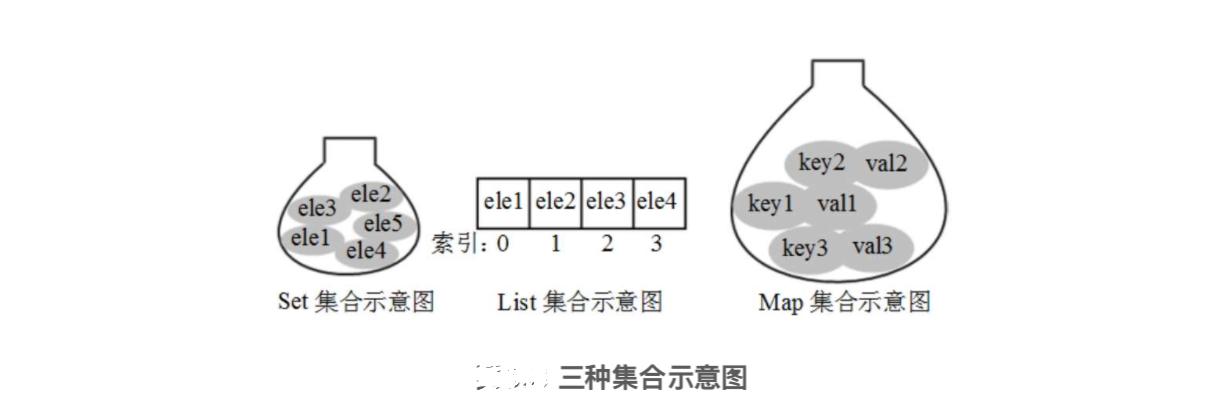 ele3 ele2
ele5
ele1 ele4
Set 集合示意图
ele1 ele2 ele3 ele4
索引: 0 1 2 3
List 集合示意图
key2 val2
key1 val1
key3 val3
Map 集合示意图
三种集合示意图